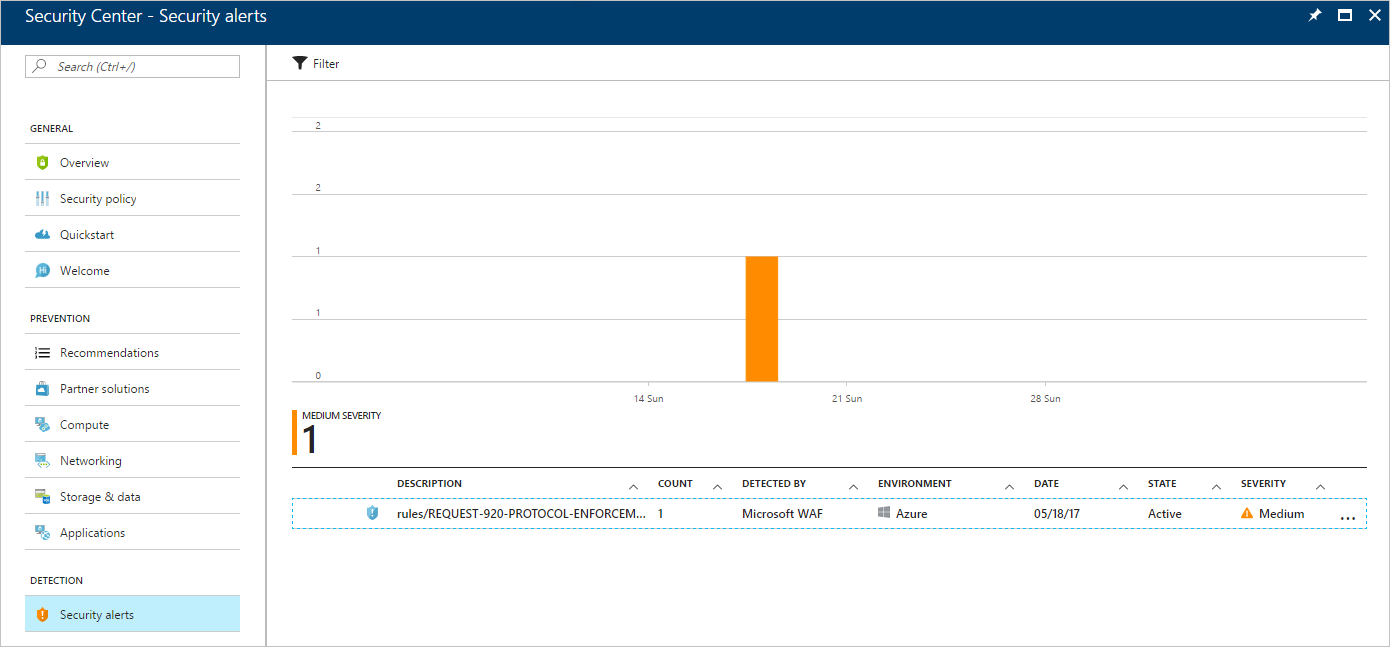 Security Center - Security alerts
Search (Ctrl+/)
GENERAL
Overview
Security policy
Quickstart
Welcome
PREVENTION
Recommendations
Partner solutions
Compute
Networking
Storage & data
Applications
DETECTION
Security alerts
Filter
2
2
1
1
0
14 Sun 21 Sun 28 Sun
MEDIUM SEVERITY
1
DESCRIPTION COUNT DETECTED BY ENVIRONMENT DATE STATE SEVERITY
rules/REQUEST-920-PROTOCOL-ENFORCEM... 1 Microsoft WAF Azure 05/18/17 Active Medium ...